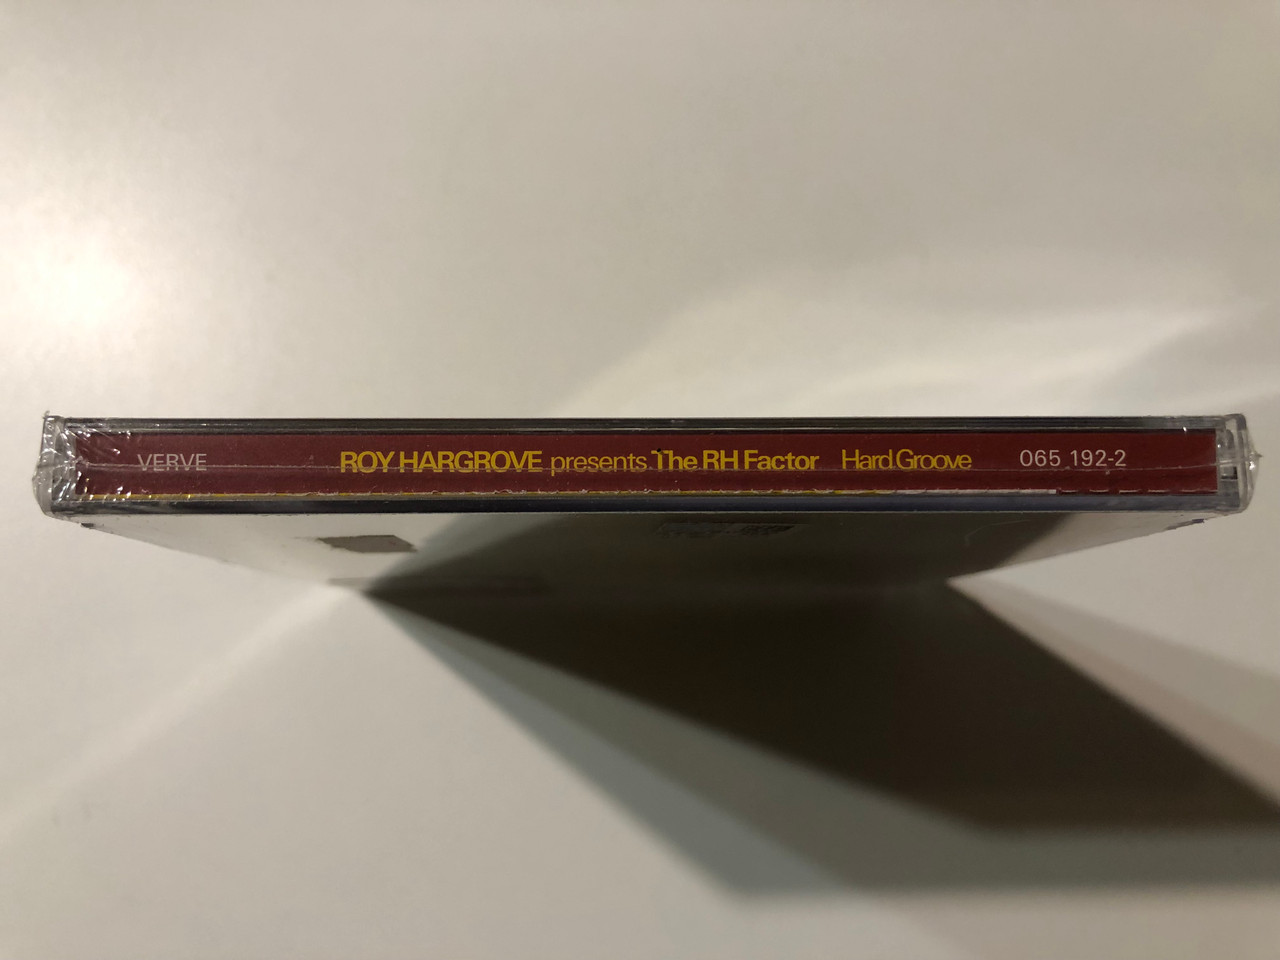 VERVE ROY HARGROVE presents The RH Factor Hard Groove 065 192-2